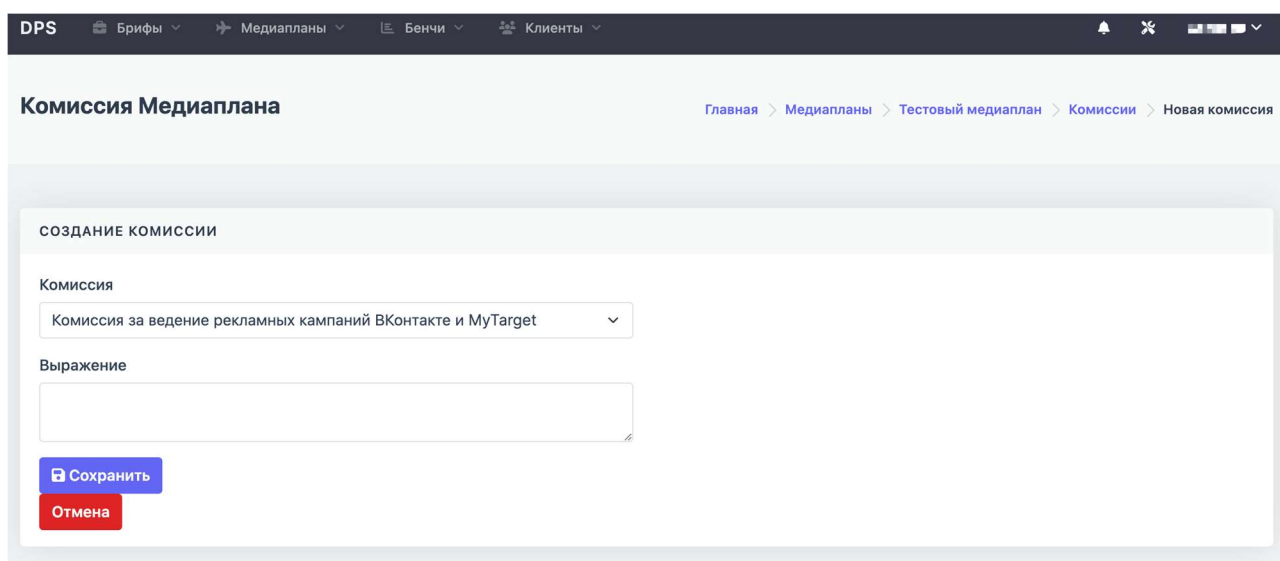 DPS Брифы Медиапланы Бенчи Клиенты
Комиссия Медиаплана
Главная > Медиапланы > Тестовый медиаплан > Комиссии > Новая комиссия
СОЗДАНИЕ КОМИССИИ
Комиссия
Комиссия за ведение рекламных кампаний ВКонтакте и MyTarget
Выражение
Сохранить
Отмена